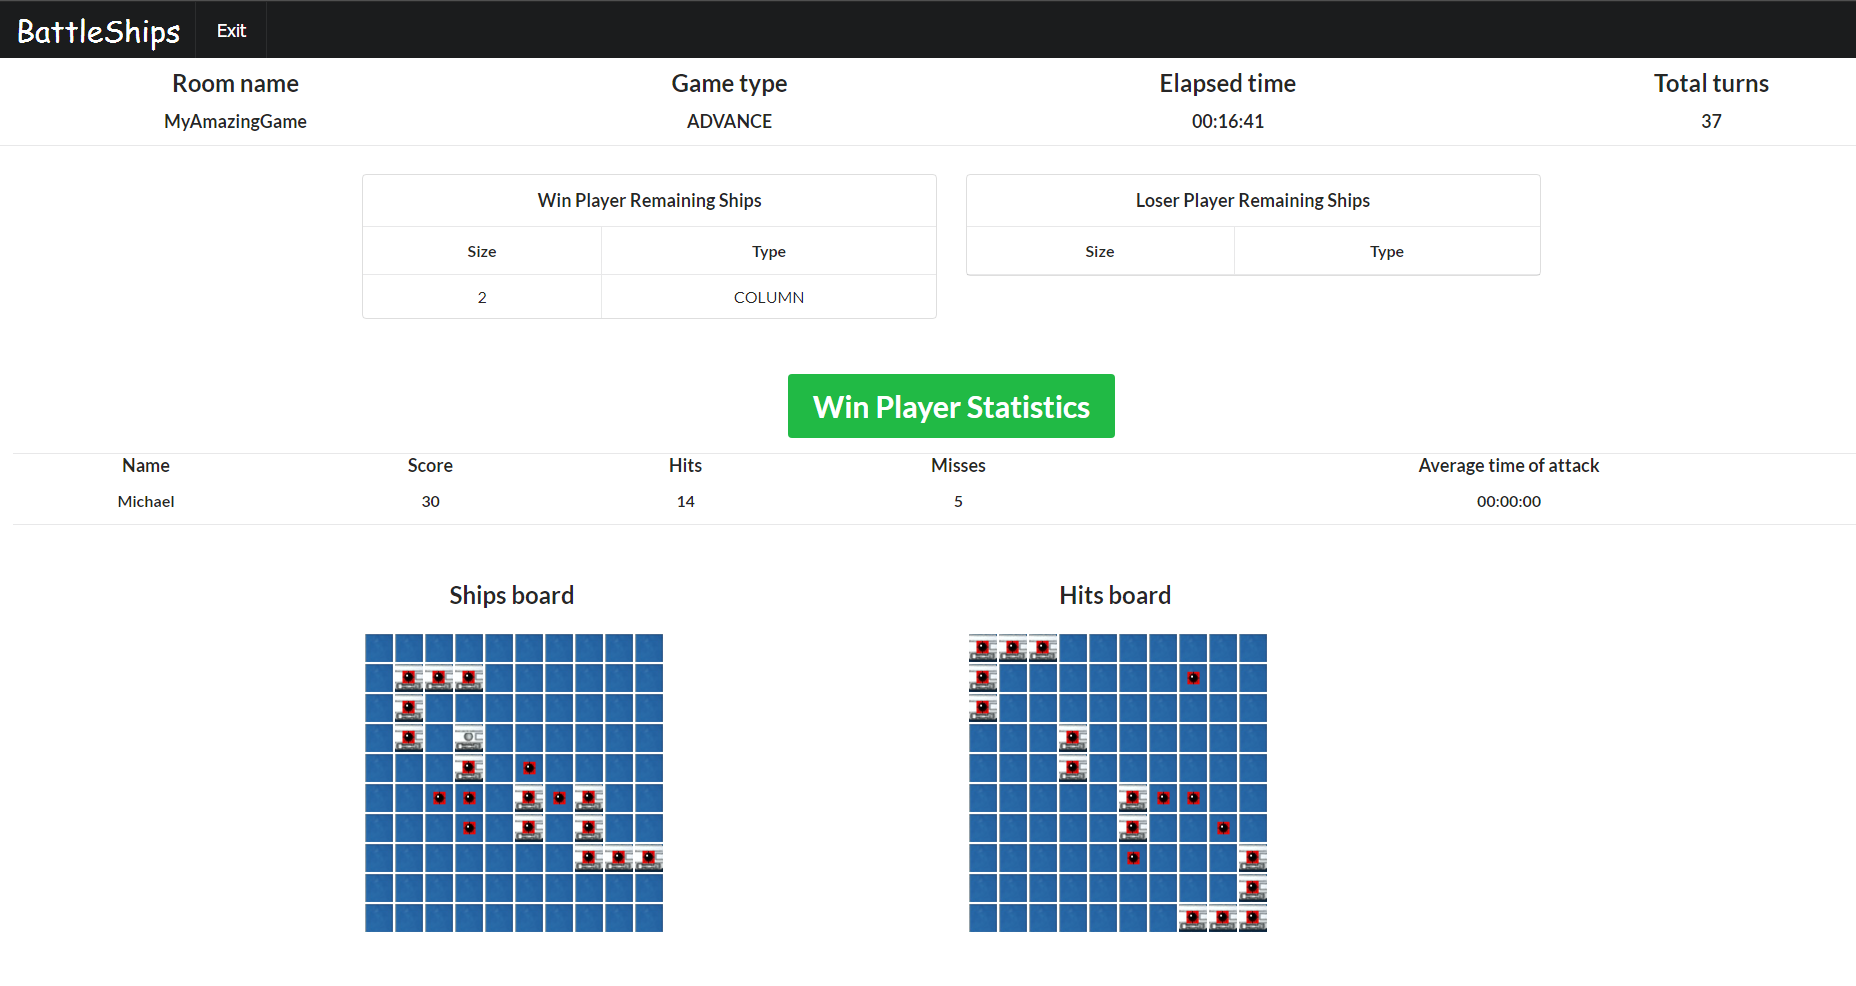 BattleShips Exit
Room name Game type Elapsed time Total turns
MyAmazingGame ADVANCE 00:16:41 37
Win Player Remaining Ships Loser Player Remaining Ships
Size Type Size Type
2 COLUMN
Win Player Statistics
Name Score Hits Misses Average time of attack
Michael 30 14 5 00:00:00
Ships board Hits board